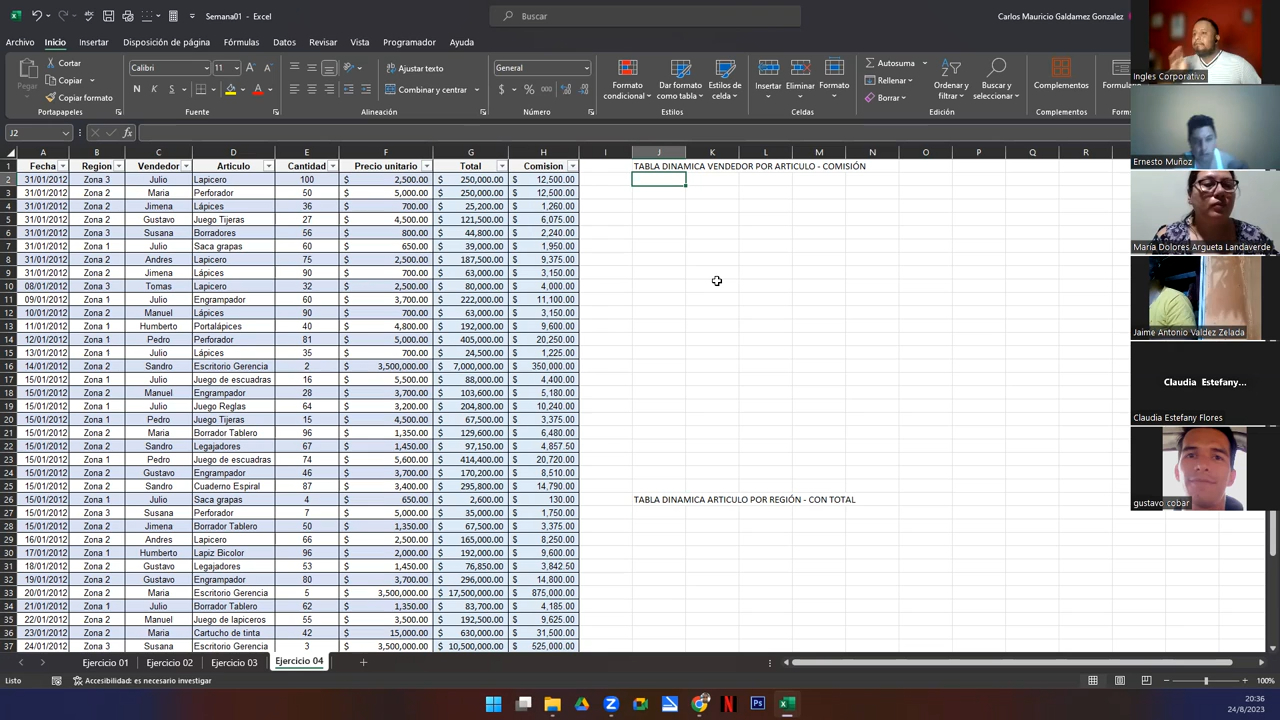 Semana01 - Excel
Buscar
Carlos Mauricio Galdamez Gonzalez
Archivo Inicio Insertar Disposición de página Fórmulas Datos Revisar Vista Programador Ayuda
Pegar
Cortar
Copiar
Copiar formato
Portapapeles
Calibri 11
N K S
Fuente
Ajustar texto
Combinar y centrar
Alineación
General
Número
Formato condicional
Dar formato como tabla
Estilos de celda
Estilos
Insertar Eliminar Formato
Celdas
Autosuma
Rellenar
Borrar
Ordenar y filtrar
Buscar y seleccionar
Edición
Complementos
Complementos
J2
A B C D E F G H I J K L M N O P Q R
1 Fecha Region Vendedor Articulo Cantidad Precio unitario Total Comision TABLA DINAMICA VENDEDOR POR ARTICULO - COMISIÓN
2 31/01/2012 Zona 3 Julio Lapicero 100 $ 2,500.00 $ 250,000.00 $ 12,500.00
3 31/01/2012 Zona 2 Maria Perforador 50 $ 5,000.00 $ 250,000.00 $ 12,500.00
4 31/01/2012 Zona 2 Jimena Lápices 36 $ 700.00 $ 25,200.00 $ 1,260.00
5 31/01/2012 Zona 2 Gustavo Juego Tijeras 27 $ 4,500.00 $ 121,500.00 $ 6,075.00
6 31/01/2012 Zona 3 Susana Borradores 56 $ 800.00 $ 44,800.00 $ 2,240.00
7 31/01/2012 Zona 1 Julio Saca grapas 60 $ 650.00 $ 39,000.00 $ 1,950.00
8 31/01/2012 Zona 2 Andres Lapicero 75 $ 2,500.00 $ 187,500.00 $ 9,375.00
9 31/01/2012 Zona 2 Jimena Lápices 90 $ 700.00 $ 63,000.00 $ 3,150.00
10 08/01/2012 Zona 3 Tomas Lapicero 32 $ 2,500.00 $ 80,000.00 $ 4,000.00
11 09/01/2012 Zona 1 Julio Engrampador 60 $ 3,700.00 $ 222,000.00 $ 11,100.00
12 10/01/2012 Zona 2 Manuel Lápices 90 $ 700.00 $ 63,000.00 $ 3,150.00
13 11/01/2012 Zona 1 Humberto Portalápices 40 $ 4,800.00 $ 192,000.00 $ 9,600.00
14 12/01/2012 Zona 1 Pedro Perforador 81 $ 5,000.00 $ 405,000.00 $ 20,250.00
15 13/01/2012 Zona 1 Julio Lápices 35 $ 700.00 $ 24,500.00 $ 1,225.00
16 14/01/2012 Zona 2 Sandro Escritorio Gerencia 2 $ 3,500,000.00 $ 7,000,000.00 $ 350,000.00
17 15/01/2012 Zona 1 Julio Juego de escuadras 16 $ 5,500.00 $ 88,000.00 $ 4,400.00
18 15/01/2012 Zona 2 Manuel Engrampador 28 $ 3,700.00 $ 103,600.00 $ 5,180.00
19 15/01/2012 Zona 1 Julio Juego Reglas 64 $ 3,200.00 $ 204,800.00 $ 10,240.00
20 15/01/2012 Zona 1 Pedro Juego Tijeras 15 $ 4,500.00 $ 67,500.00 $ 3,375.00
21 15/01/2012 Zona 2 Maria Borrador Tablero 96 $ 1,350.00 $ 129,600.00 $ 6,480.00
22 15/01/2012 Zona 2 Sandro Legajadores 67 $ 1,450.00 $ 97,150.00 $ 4,857.50
23 15/01/2012 Zona 1 Pedro Juego de escuadras 74 $ 5,600.00 $ 414,400.00 $ 20,720.00
24 15/01/2012 Zona 2 Gustavo Engrampador 46 $ 3,700.00 $ 170,200.00 $ 8,510.00
25 15/01/2012 Zona 2 Sandro Cuaderno Espiral 87 $ 3,400.00 $ 295,800.00 $ 14,790.00
26 15/01/2012 Zona 1 Julio Saca grapas 4 $ 650.00 $ 2,600.00 $ 130.00 TABLA DINAMICA ARTICULO POR REGIÓN - CON TOTAL
27 15/01/2012 Zona 3 Susana Perforador 7 $ 5,000.00 $ 35,000.00 $ 1,750.00
28 15/01/2012 Zona 2 Jimena Borrador Tablero 50 $ 1,350.00 $ 67,500.00 $ 3,375.00
29 16/01/2012 Zona 2 Andres Lapicero 66 $ 2,500.00 $ 165,000.00 $ 8,250.00
30 17/01/2012 Zona 1 Humberto Lapiz Bicolor 96 $ 2,000.00 $ 192,000.00 $ 9,600.00
31 18/01/2012 Zona 2 Gustavo Legajadores 53 $ 1,450.00 $ 76,850.00 $ 3,842.50
32 19/01/2012 Zona 2 Gustavo Engrampador 80 $ 3,700.00 $ 296,000.00 $ 14,800.00
33 20/01/2012 Zona 2 Maria Escritorio Gerencia 5 $ 3,500,000.00 $ 17,500,000.00 $ 875,000.00
34 21/01/2012 Zona 1 Julio Borrador Tablero 62 $ 1,350.00 $ 83,700.00 $ 4,185.00
35 22/01/2012 Zona 2 Manuel Juego de lapiceros 55 $ 3,500.00 $ 192,500.00 $ 9,625.00
36 23/01/2012 Zona 2 Maria Cartucho de tinta 42 $ 15,000.00 $ 630,000.00 $ 31,500.00
37 24/01/2012 Zona 3 Susana Escritorio Gerencia 3 $ 3,500,000.00 $ 10,500,000.00 $ 525,000.00
Ejercicio 01 Ejercicio 02 Ejercicio 03 Ejercicio 04
Listo Accesibilidad: es necesario investigar 100%
20:36
24/8/2023
Ingles Corporativo
Ernesto Muñoz
María Dolores Argueta Landaverde
Jaime Antonio Valdez Zelada
Claudia Estefany...
Claudia Estefany Flores
gustavo cobar